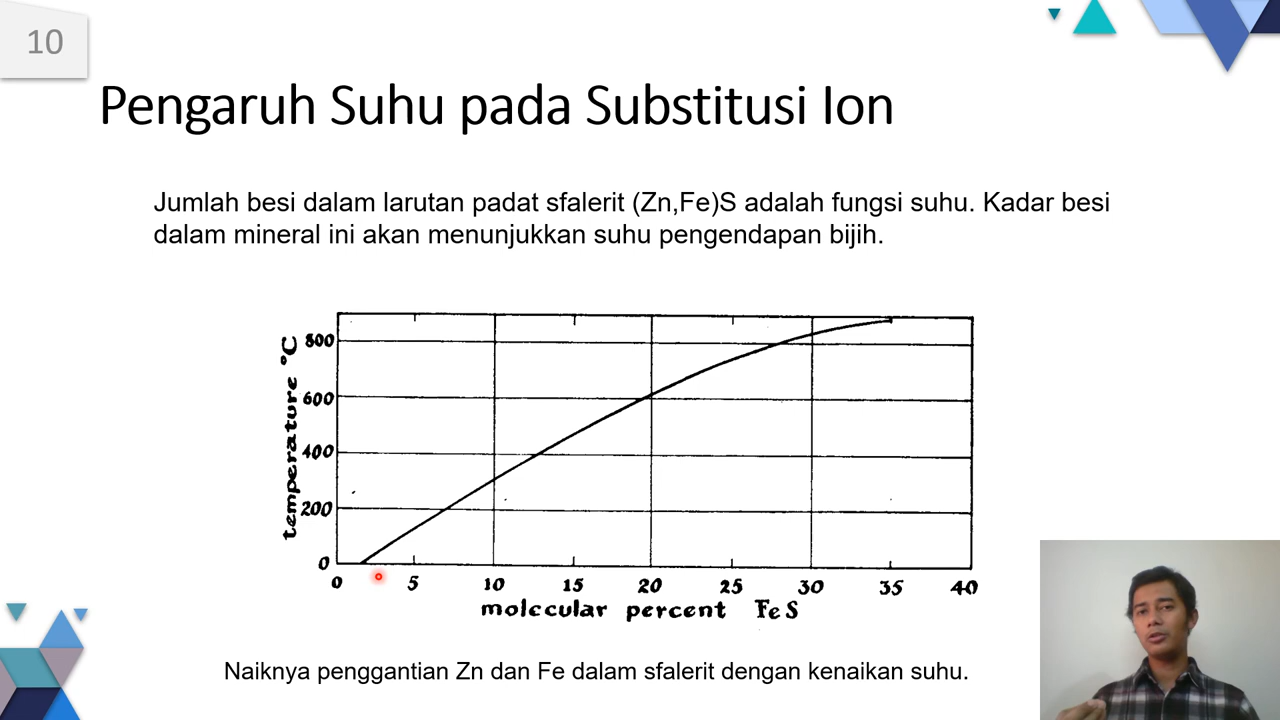 10
Pengaruh Suhu pada Substitusi Ion
Jumlah besi dalam larutan padat sfalerit (Zn,Fe)S adalah fungsi suhu. Kadar besi
dalam mineral ini akan menunjukkan suhu pengendapan bijih.
temperature °C
800
600
400
200
0
0 5 10 15 20 25 30 35 40
molecular percent FeS
Naiknya penggantian Zn dan Fe dalam sfalerit dengan kenaikan suhu.